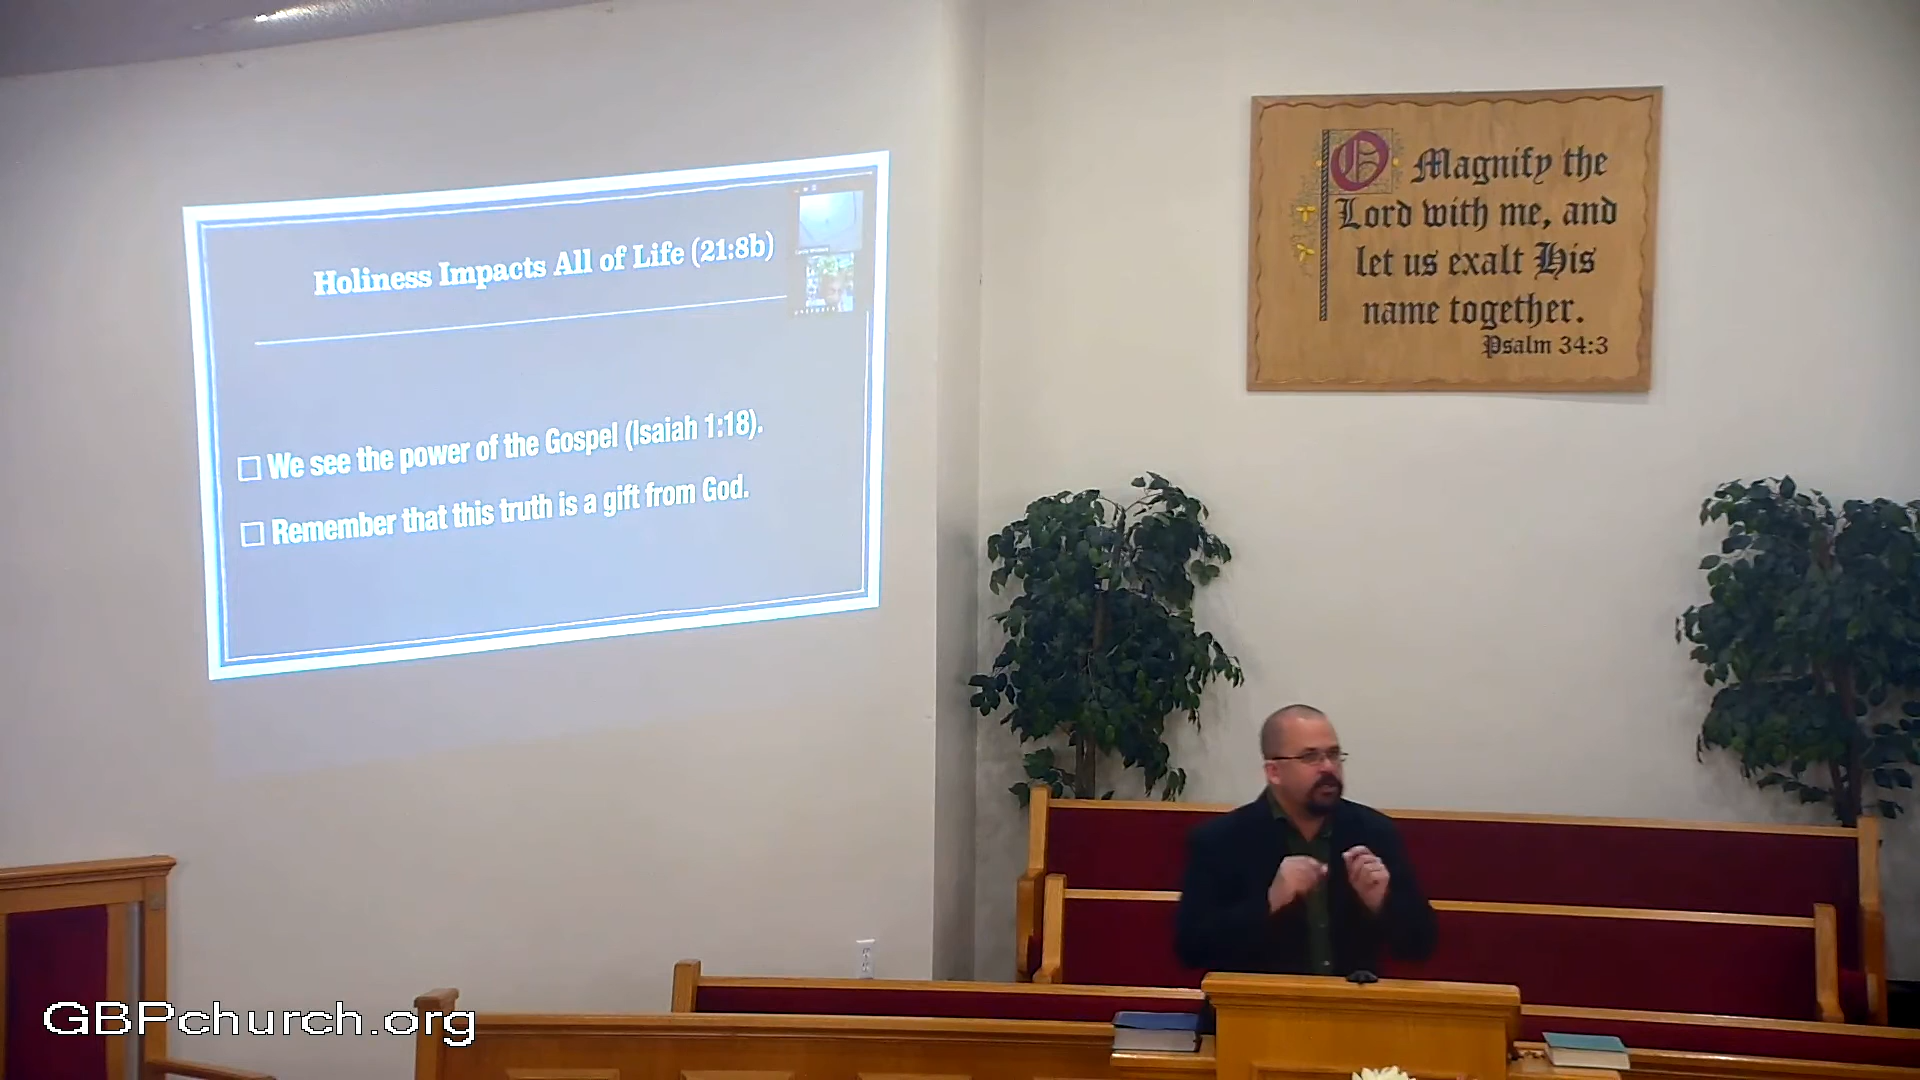 Holiness Impacts All of Life (21:8b)
We see the power of the Gospel (Isaiah 1:18).
Remember that this truth is a gift from God.
O Magnify the
Lord with me, and
let us exalt His
name together.
Psalm 34:3
GBPchurch.org